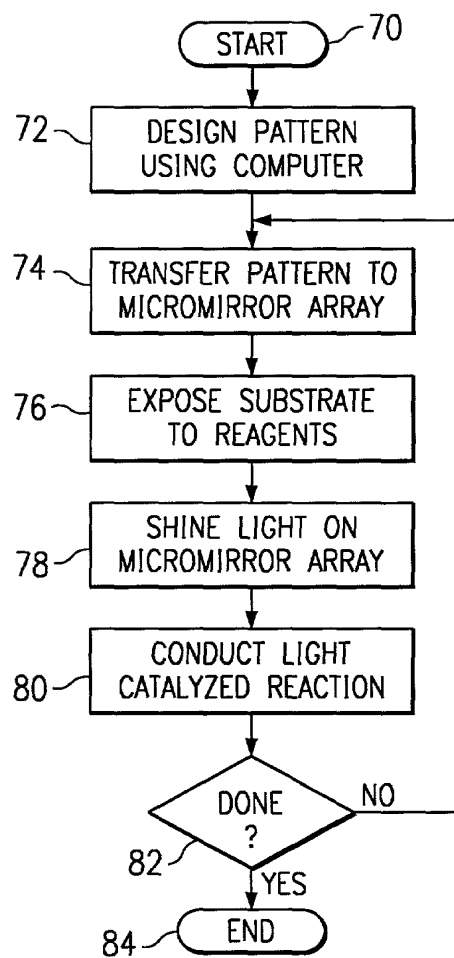 START
70
72
DESIGN PATTERN
USING COMPUTER
74
TRANSFER PATTERN TO
MICROMIRROR ARRAY
76
EXPOSE SUBSTRATE
TO REAGENTS
78
SHINE LIGHT ON
MICROMIRROR ARRAY
80
CONDUCT LIGHT
CATALYZED REACTION
DONE
?
NO
82
YES
84
END